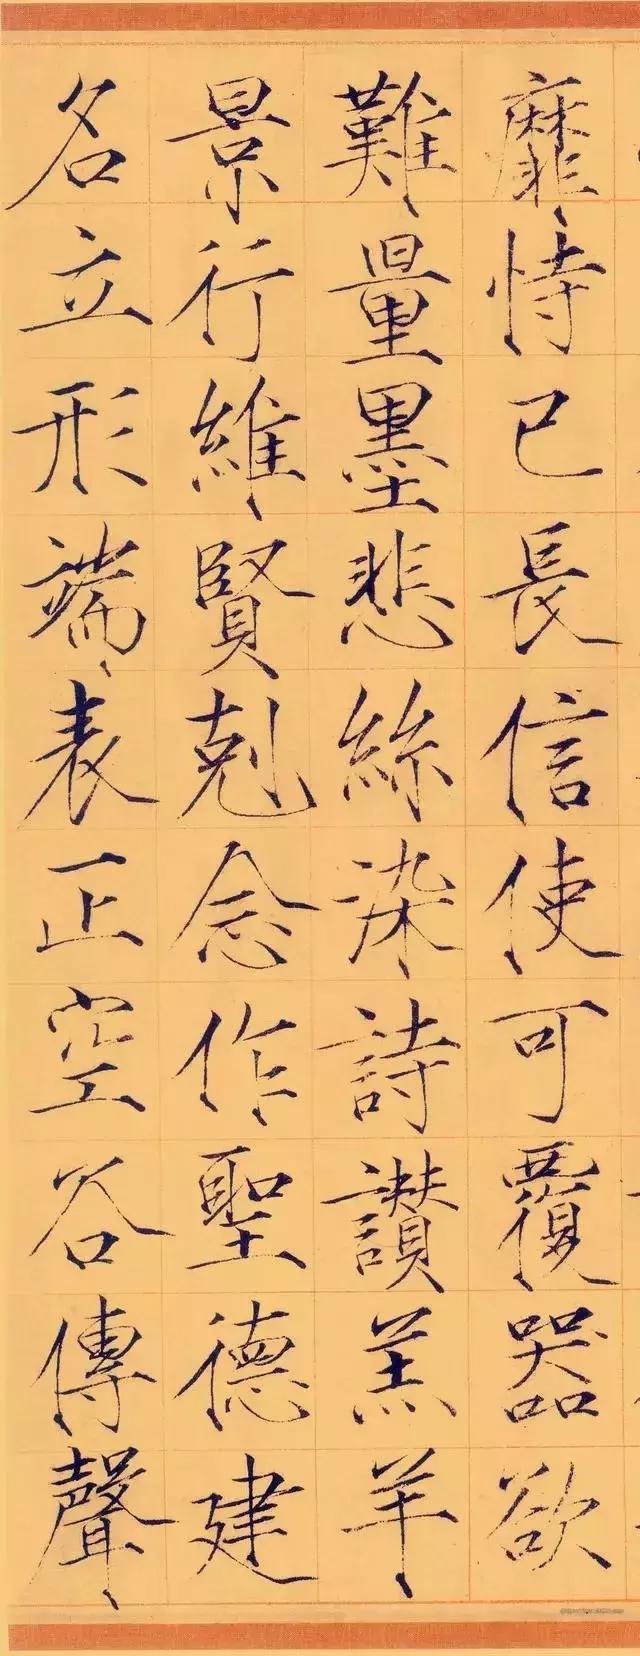 靡恃己長信使可覆器欲
難量墨悲絲染詩讃羔羊
景行維賢剋念作聖德建
名立形端表正空谷傳聲